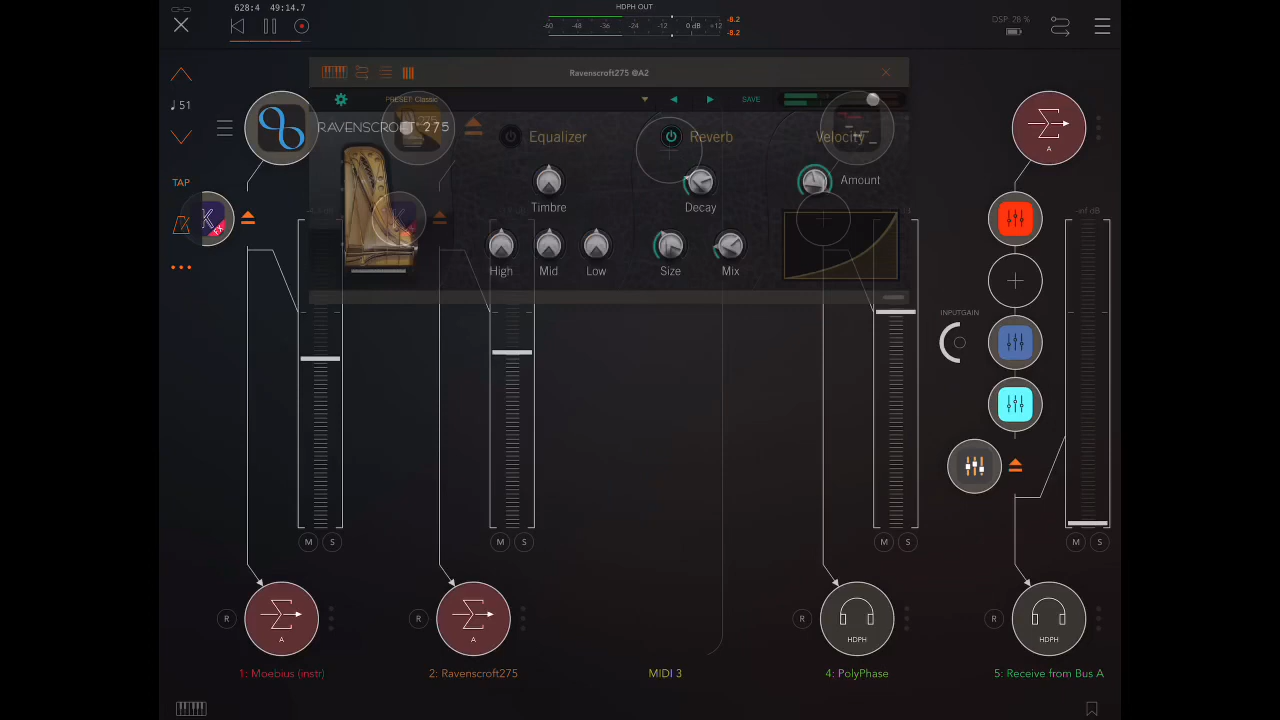 628:4 49:14.7
HDPH OUT
-60 -48 -36 -24 -12 0 dB +12
-8.2
-8.2
DSP: 28 %
Ravenscroft275 @A2
♩51
PRESET: Classic
SAVE
RAVENSCROFT 275
Equalizer
Reverb
Velocity
TAP
Timbre
Decay
Amount
FX
-inf dB
High
Mid
Low
Size
Mix
INPUTGAIN
M S
M S
M S
M S
R
A
R
A
R
HDPH
R
HDPH
A
1: Moebius (instr)
2: Ravenscroft275
MIDI 3
4: PolyPhase
5: Receive from Bus A